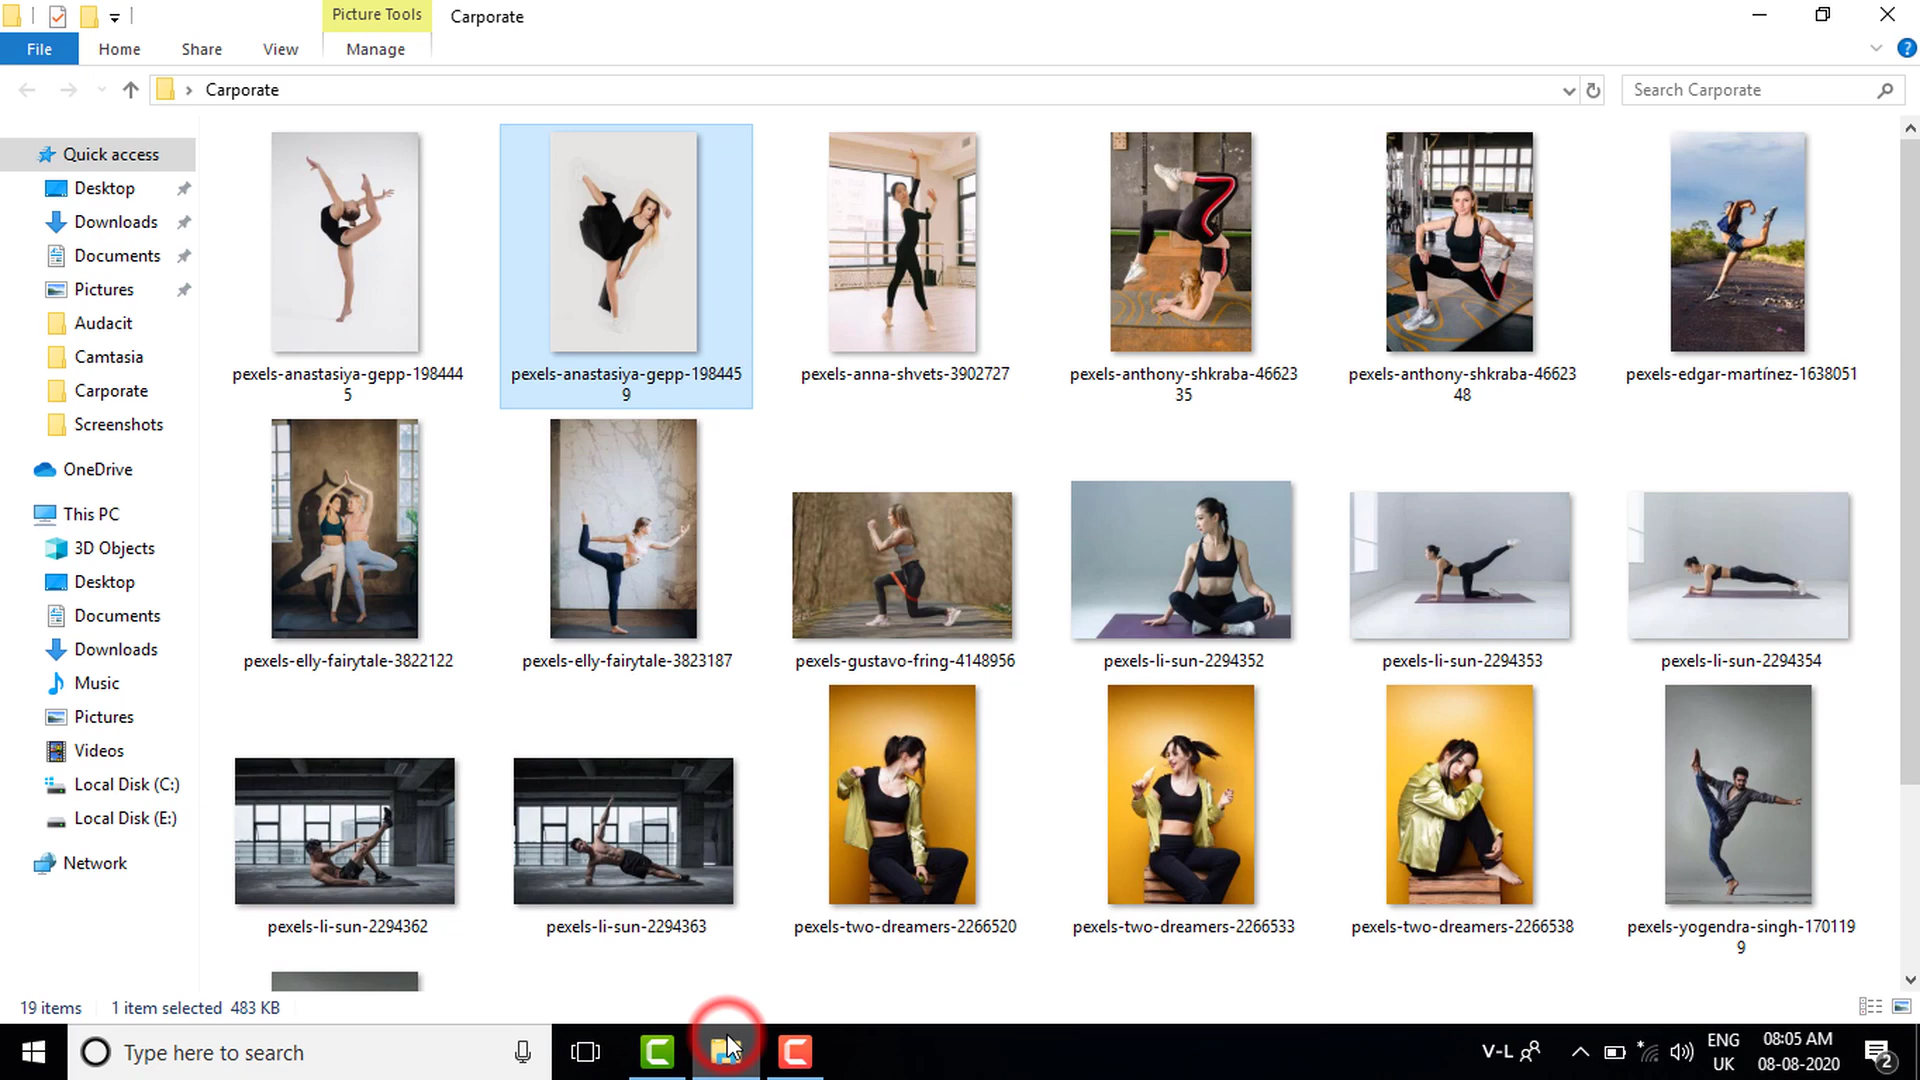 Picture Tools
Carporate
File
Home
Share
View
Manage
Carporate
Search Carporate
Quick access
Desktop
Downloads
Documents
Pictures
Audacit
Camtasia
Carporate
Screenshots
OneDrive
This PC
3D Objects
Desktop
Documents
Downloads
Music
Pictures
Videos
Local Disk (C:)
Local Disk (E:)
Network
pexels-anastasiya-gepp-198444
5
pexels-anastasiya-gepp-198445
9
pexels-anna-shvets-3902727
pexels-anthony-shkraba-46623
35
pexels-anthony-shkraba-46623
48
pexels-edgar-martínez-1638051
pexels-elly-fairytale-3822122
pexels-elly-fairytale-3823187
pexels-gustavo-fring-4148956
pexels-li-sun-2294352
pexels-li-sun-2294353
pexels-li-sun-2294354
pexels-li-sun-2294362
pexels-li-sun-2294363
pexels-two-dreamers-2266520
pexels-two-dreamers-2266533
pexels-two-dreamers-2266538
pexels-yogendra-singh-170119
9
19 items
1 item selected 483 KB
Type here to search
V-L
ENG
UK
08:05 AM
08-08-2020
2